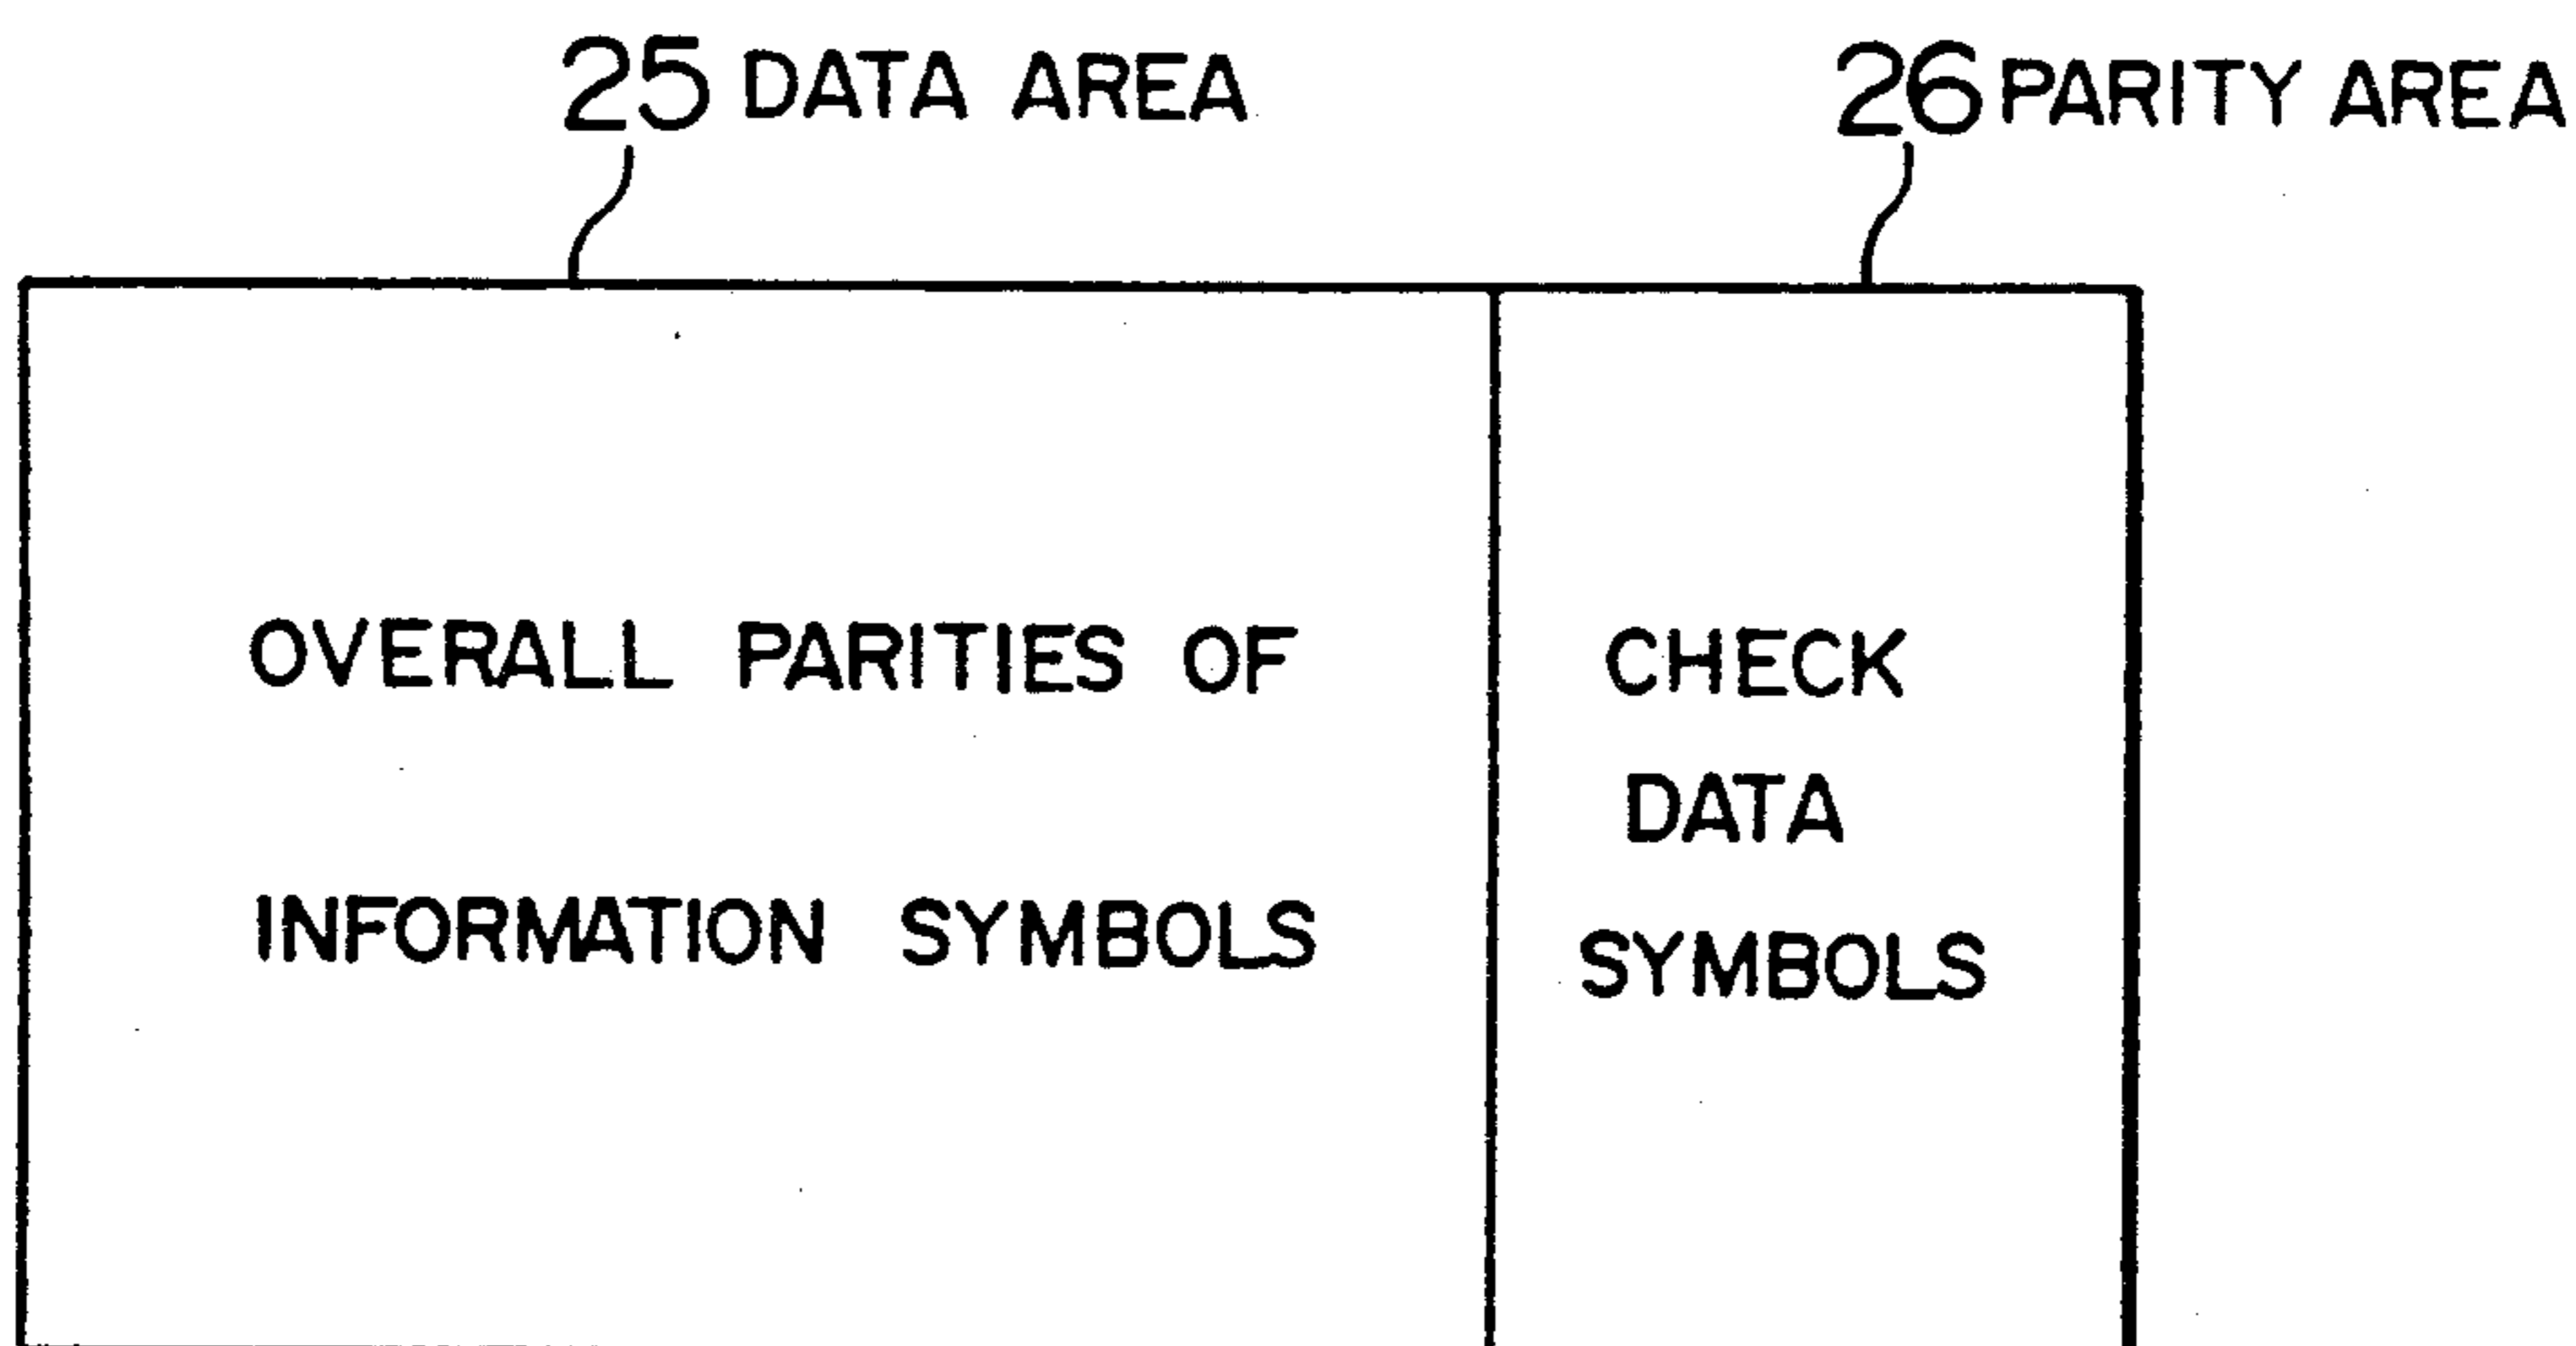 25 DATA AREA
26 PARITY AREA
OVERALL PARITIES OF
INFORMATION SYMBOLS
CHECK
DATA
SYMBOLS